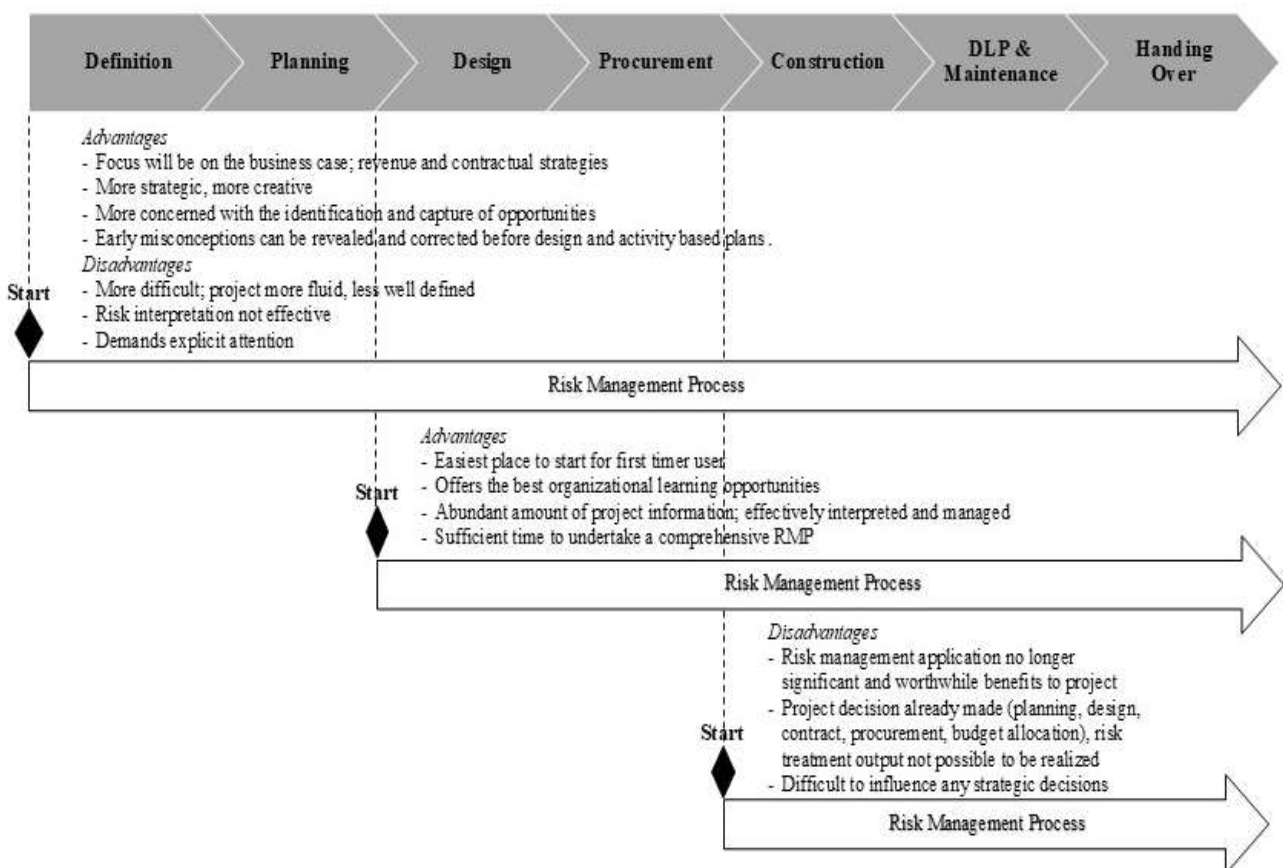 Definition
Planning
Design
Procurement
Construction
DLP &
Maintenance
Handing
Over
Advantages
- Focus will be on the business case; revenue and contractual strategies
- More strategic, more creative
- More concerned with the identification and capture of opportunities
- Early misconceptions can be revealed and corrected before design and activity based plans .
Disadvantages
- More difficult; project more fluid, less well defined
- Risk interpretation not effective
- Demands explicit attention
Start
Risk Management Process
Advantages
- Easiest place to start for first timer user
- Offers the best organizational learning opportunities
- Abundant amount of project information; effectively interpreted and managed
- Sufficient time to undertake a comprehensive RMP
Start
Risk Management Process
Disadvantages
- Risk management application no longer
significant and worthwhile benefits to project
- Project decision already made (planning, design,
contract, procurement, budget allocation), risk
treatment output not possible to be realized
- Difficult to influence any strategic decisions
Start
Risk Management Process